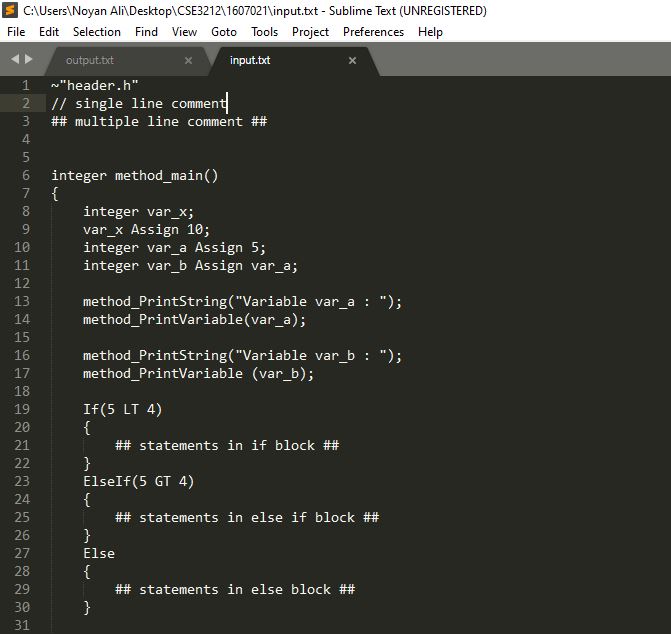 C:\Users\Noyan Ali\Desktop\CSE3212\1607021\input.txt - Sublime Text (UNREGISTERED)
File Edit Selection Find View Goto Tools Project Preferences Help
output.txt × input.txt ×
1 ~"header.h"
2 // single line comment
3 ## multiple line comment ##
4
5
6 integer method_main()
7 {
8     integer var_x;
9     var_x Assign 10;
10     integer var_a Assign 5;
11     integer var_b Assign var_a;
12
13     method_PrintString("Variable var_a : ");
14     method_PrintVariable(var_a);
15
16     method_PrintString("Variable var_b : ");
17     method_PrintVariable (var_b);
18
19     If(5 LT 4)
20     {
21         ## statements in if block ##
22     }
23     ElseIf(5 GT 4)
24     {
25         ## statements in else if block ##
26     }
27     Else
28     {
29         ## statements in else block ##
30     }
31